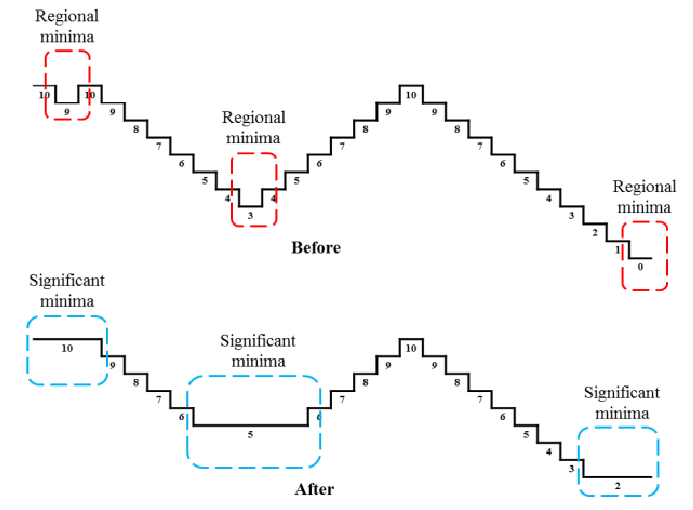 Regional
minima
10 9 10 9 8 7 6 5 4 3 4 5 6 7 8 9 10 9 8 7 6 5 4 3 2 1 0
Regional
minima
Regional
minima
Before
Significant
minima
10 9 8 7 6 5 6 7 8 9 10 9 8 7 6 5 4 3 2
Significant
minima
Significant
minima
After